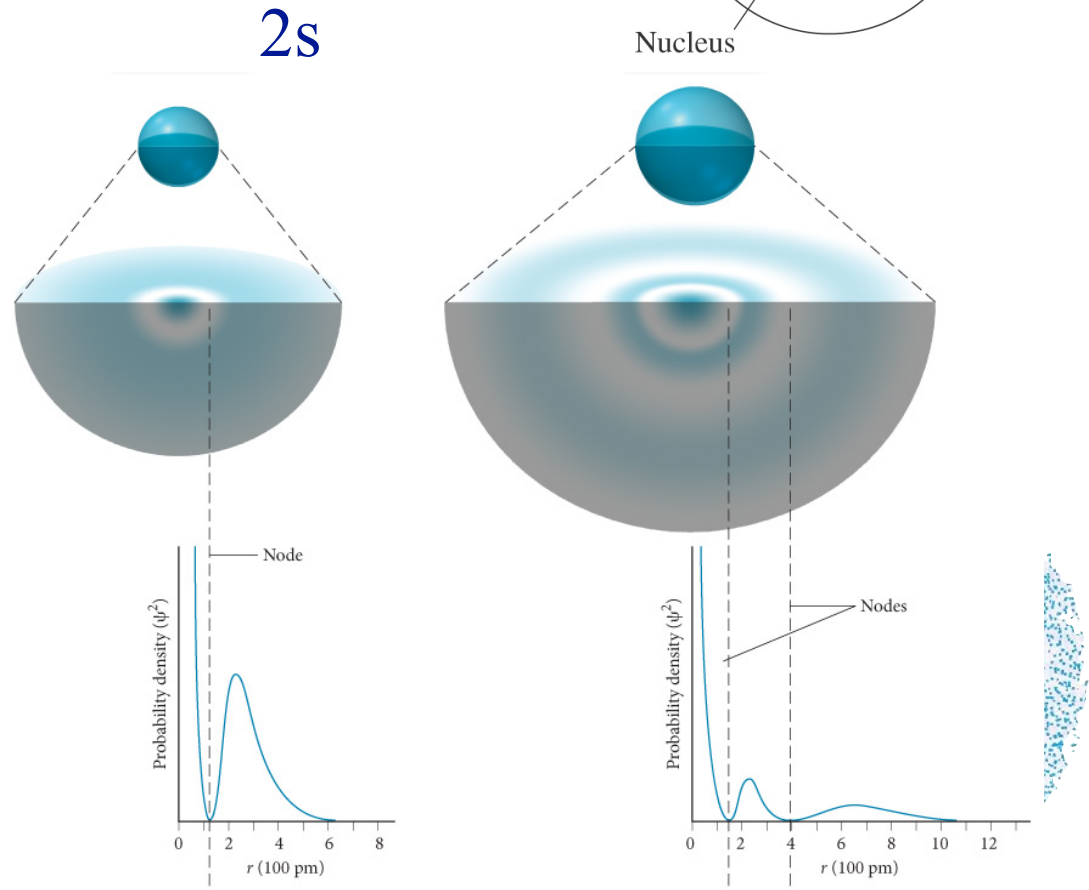 2s
Nucleus
Node
Probability density (ψ²)
0 2 4 6 8
r (100 pm)
Nodes
Probability density (ψ²)
0 2 4 6 8 10 12
r (100 pm)